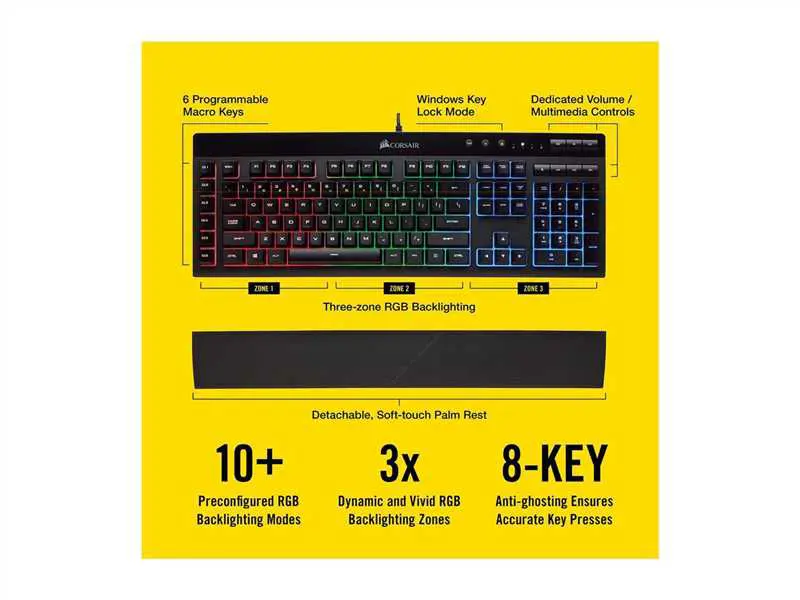 6 Programmable
Macro Keys
Windows Key
Lock Mode
Dedicated Volume /
Multimedia Controls
CORSAIR
ZONE 1
ZONE 2
ZONE 3
Three-zone RGB Backlighting
Detachable, Soft-touch Palm Rest
10+
3x
8-KEY
Preconfigured RGB
Backlighting Modes
Dynamic and Vivid RGB
Backlighting Zones
Anti-ghosting Ensures
Accurate Key Presses